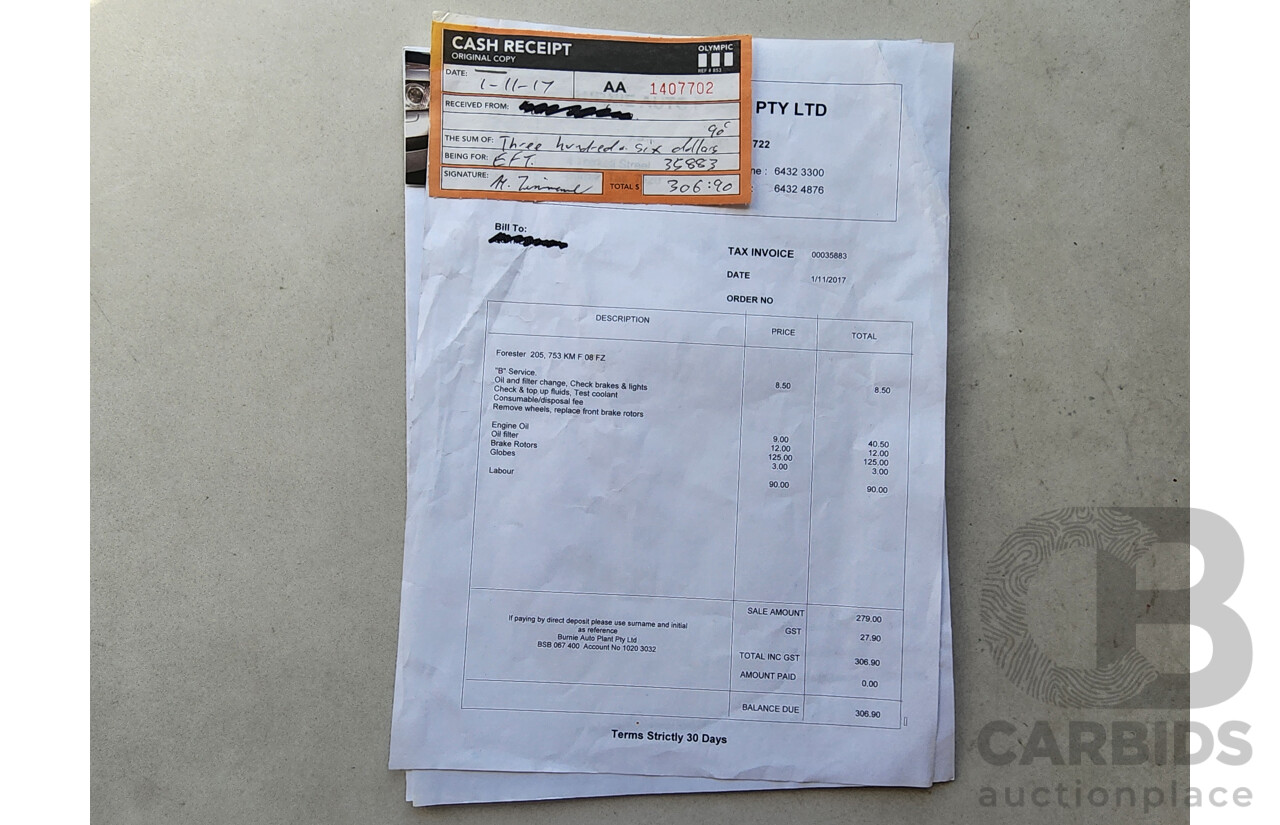 CASH RECEIPT
ORIGINAL COPY
OLYMPIC
DATE: 1-11-17
AA 1407702
RECEIVED FROM:
90c
THE SUM OF: Three hundred & six dollars
BEING FOR: EFT. 35883
SIGNATURE:
TOTAL $ 306:90
PTY LTD
722
ne : 6432 3300
: 6432 4876
Bill To:
TAX INVOICE 00035883
DATE 1/11/2017
ORDER NO
DESCRIPTION PRICE TOTAL
Forester 205, 753 KM F 08 FZ
"B" Service.
Oil and filter change, Check brakes & lights 8.50 8.50
Check & top up fluids, Test coolant
Consumable/disposal fee
Remove wheels, replace front brake rotors
Engine Oil 9.00 40.50
Oil filter 12.00 12.00
Brake Rotors 125.00 125.00
Globes 3.00 3.00
Labour 90.00 90.00
If paying by direct deposit please use surname and initial
as reference
Burnie Auto Plant Pty Ltd
BSB 067 400 Account No 1020 3032
SALE AMOUNT 279.00
GST 27.90
TOTAL INC GST 306.90
AMOUNT PAID 0.00
BALANCE DUE 306.90
Terms Strictly 30 Days
CB
CARBIDS
auctionplace